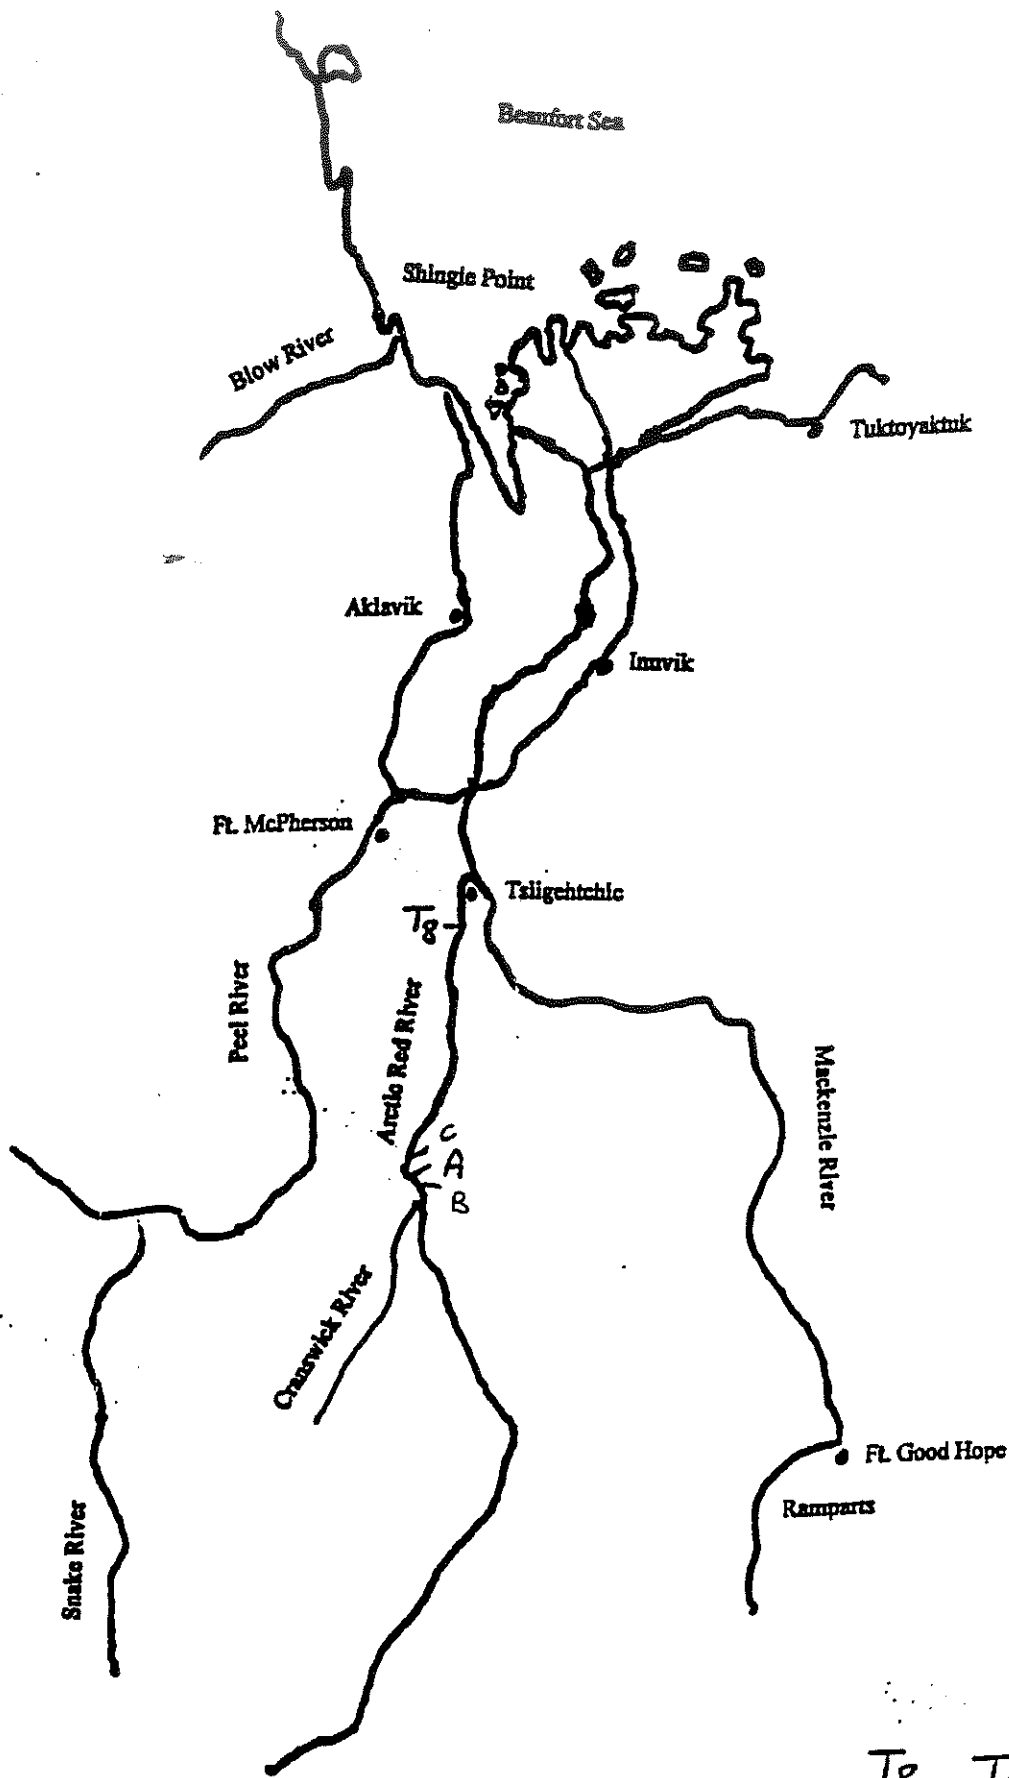 Beaufort Sea
Shingle Point
Blow River
Tuktoyaktuk
Aklavik
Inuvik
Ft. McPherson
Tsiigehtchic
T8
Peel River
Arctic Red River
Mackenzie River
C
A
B
Cranswick River
Ft. Good Hope
Ramparts
Snake River
T8